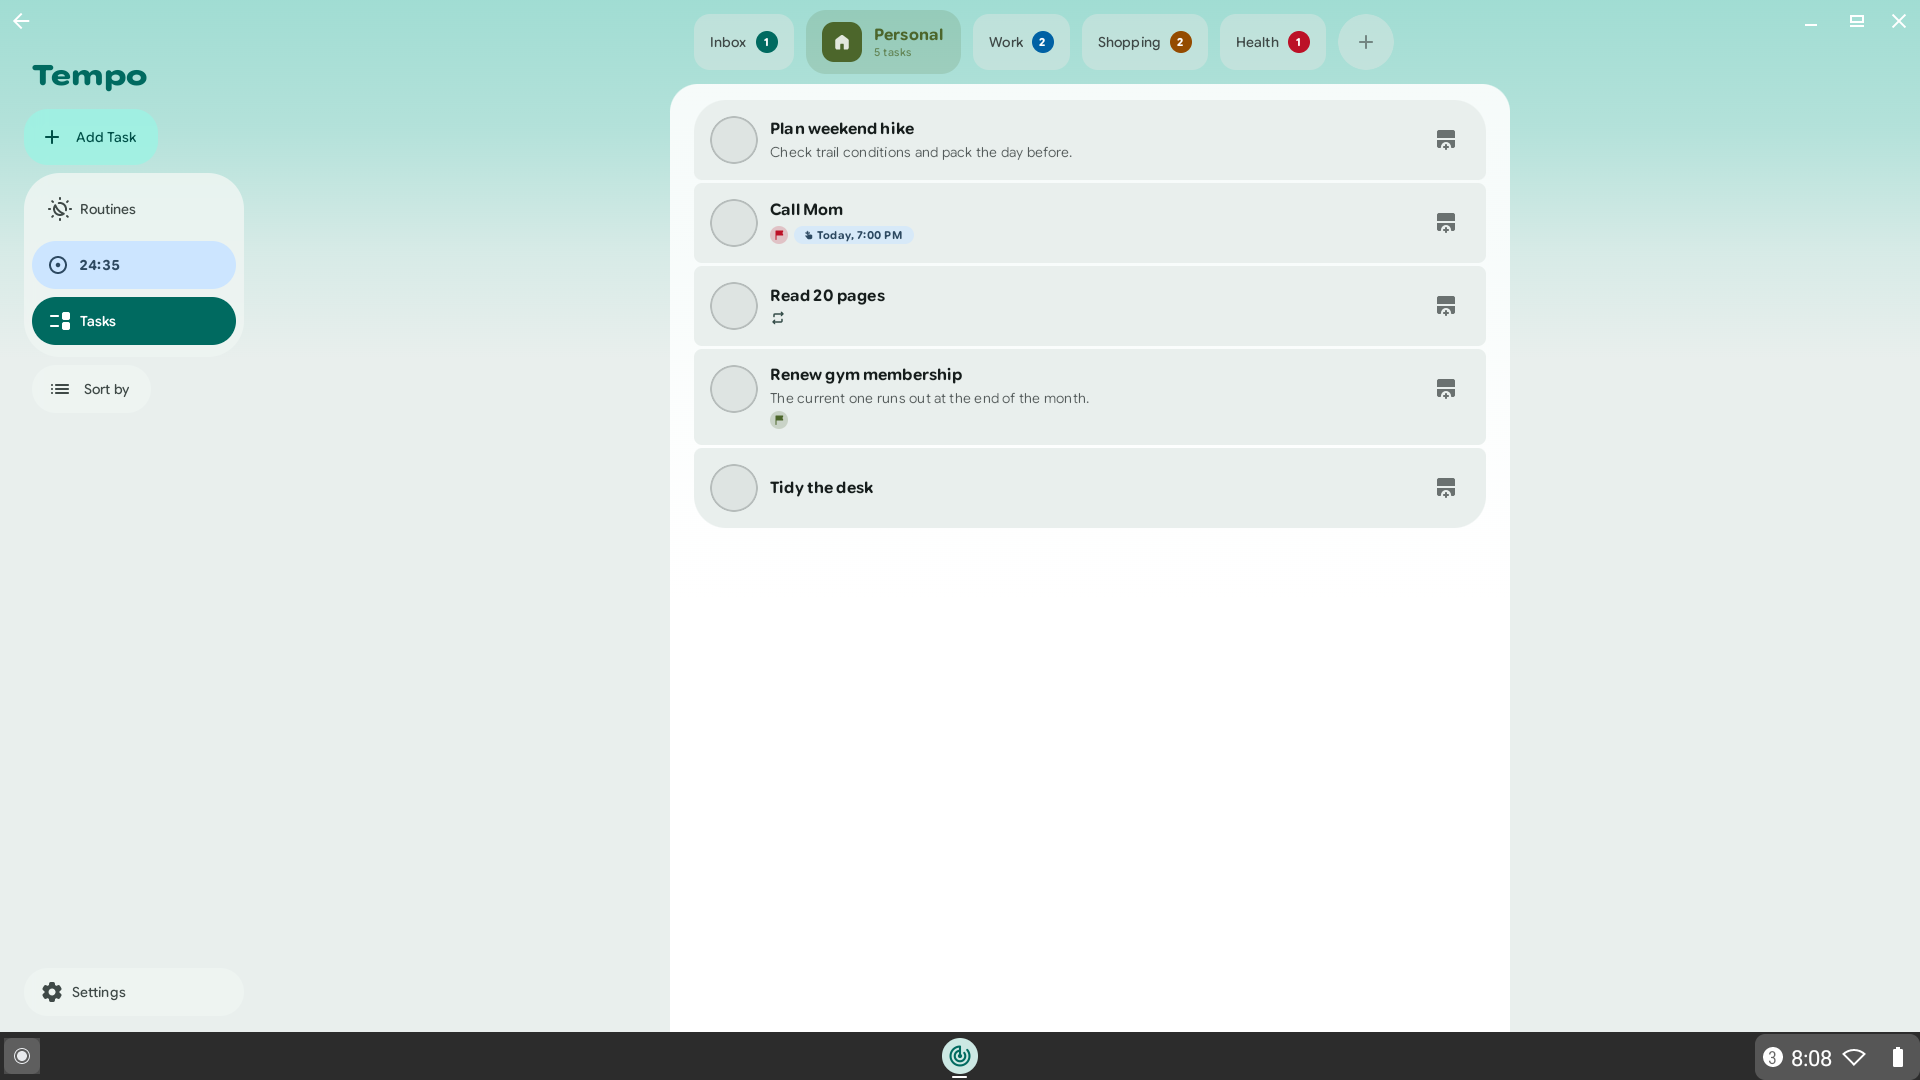 Tempo
Add Task
Routines
24:35
Tasks
Sort by
Settings
Inbox 1
Personal
5 tasks
Work 2
Shopping 2
Health 1
Plan weekend hike
Check trail conditions and pack the day before.
Call Mom
Today, 7:00 PM
Read 20 pages
Renew gym membership
The current one runs out at the end of the month.
Tidy the desk
3 8:08